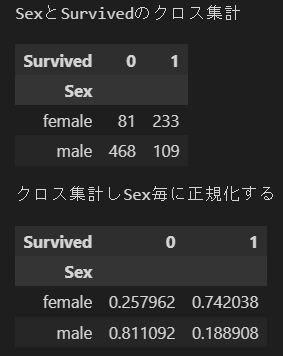 SexとSurvivedのクロス集計
Survived 0 1
Sex
female 81 233
male 468 109
クロス集計しSex毎に正規化する
Survived 0 1
Sex
female 0.257962 0.742038
male 0.811092 0.188908